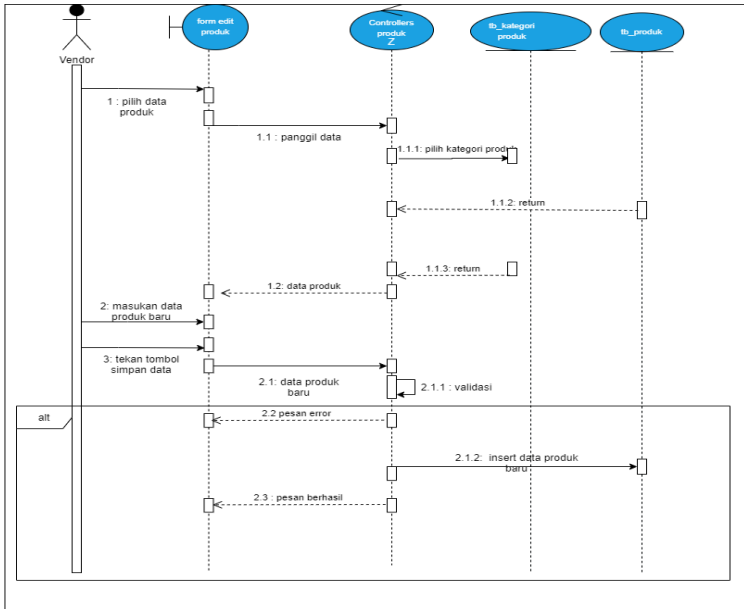 form edit
produk
Controllers
produk
Z
tb_kategori
produk
tb_produk
Vendor
1 : pilih data
produk
1.1 : panggil data
1.1.1: pilih kategori produk
1.1.2: return
1.1.3: return
1.2: data produk
2: masukan data
produk baru
3: tekan tombol
simpan data
2.1: data produk
baru
2.1.1 : validasi
alt
2.2 pesan error
2.1.2: insert data produk
baru
2.3 : pesan berhasil